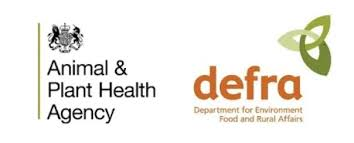 Animal &
Plant Health
Agency
defra
Department for Environment
Food and Rural Affairs